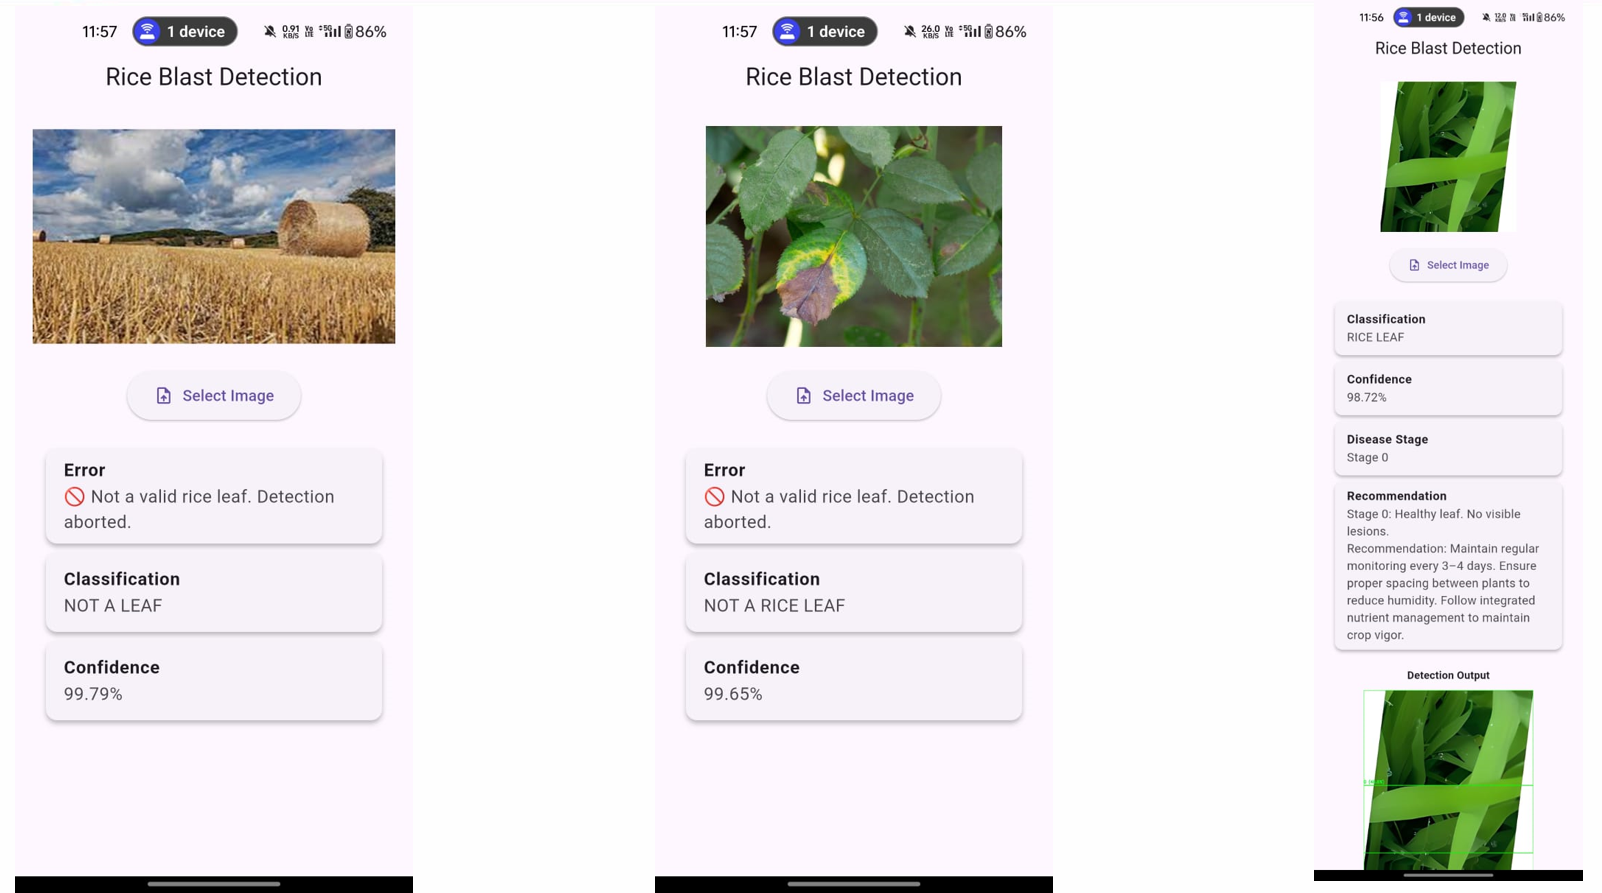 11:57
1 device
0.91 KB/S
5G
86%
Rice Blast Detection
Select Image
Error
🚫 Not a valid rice leaf. Detection
aborted.
Classification
NOT A LEAF
Confidence
99.79%
11:57
1 device
26.0 KB/S
5G
86%
Rice Blast Detection
Select Image
Error
🚫 Not a valid rice leaf. Detection
aborted.
Classification
NOT A RICE LEAF
Confidence
99.65%
11:56
1 device
86%
Rice Blast Detection
Select Image
Classification
RICE LEAF
Confidence
98.72%
Disease Stage
Stage 0
Recommendation
Stage 0: Healthy leaf. No visible
lesions.
Recommendation: Maintain regular
monitoring every 3–4 days. Ensure
proper spacing between plants to
reduce humidity. Follow integrated
nutrient management to maintain
crop vigor.
Detection Output